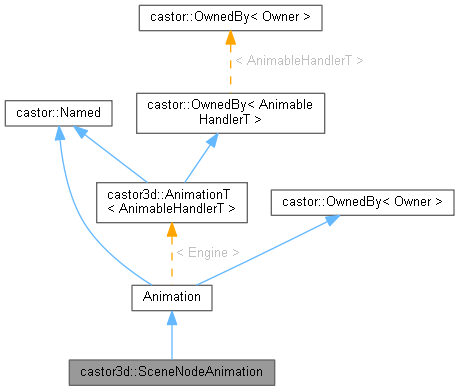 castor::OwnedBy< Owner >
< AnimableHandlerT >
castor::Named
castor::OwnedBy< Animable
HandlerT >
castor3d::AnimationT
< AnimableHandlerT >
castor::OwnedBy< Owner >
< Engine >
Animation
castor3d::SceneNodeAnimation